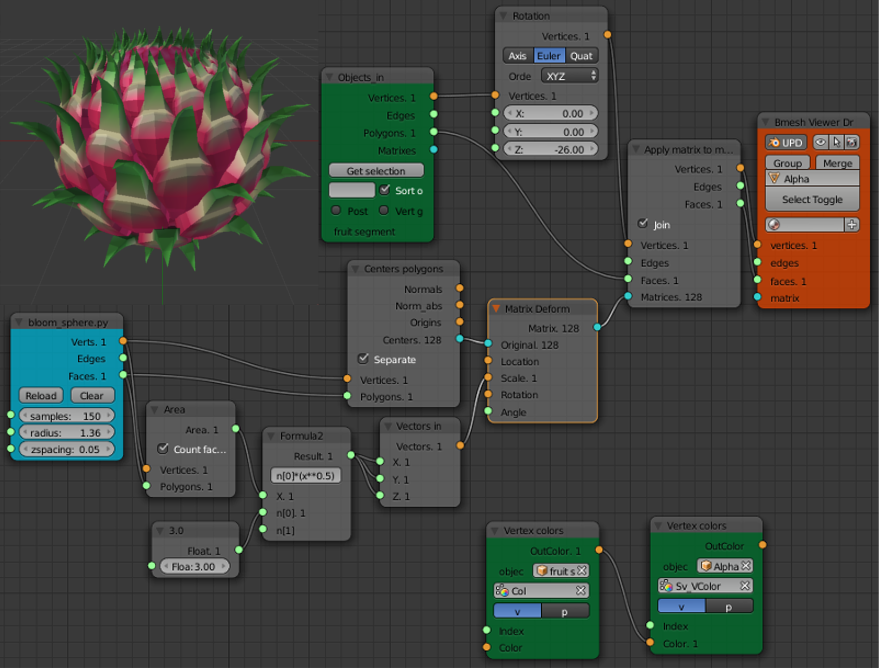 Rotation
Vertices. 1
Axis Euler Quat
Orde XYZ
Vertices. 1
X: 0.00
Y: 0.00
Z: -26.00
Objects_in
Vertices. 1
Edges
Polygons. 1
Matrixes
Get selection
Sort o
Post Vert g
fruit segment
Apply matrix to m...
Vertices. 1
Edges
Faces. 1
Join
Vertices. 1
Edges
Faces. 1
Matrices. 128
Bmesh Viewer Dr
UPD
Group Merge
Alpha
Select Toggle
vertices. 1
edges
faces. 1
matrix
Centers polygons
Normals
Norm_abs
Origins
Centers. 128
Separate
Vertices. 1
Polygons. 1
Matrix Deform
Matrix. 128
Original. 128
Location
Scale. 1
Rotation
Angle
bloom_sphere.py
Verts. 1
Edges
Faces. 1
Reload Clear
samples: 150
radius: 1.36
zspacing: 0.05
Area
Area. 1
Count fac...
Vertices. 1
Polygons. 1
Formula2
Result. 1
n[0]*(x**0.5)
X. 1
n[0]. 1
n[1]
Vectors in
Vectors. 1
X. 1
Y. 1
Z. 1
3.0
Float. 1
Floa: 3.00
Vertex colors
OutColor. 1
objec fruit s
Col
v p
Index
Color
Vertex colors
OutColor
objec Alpha
Sv_VColor
v p
Index
Color. 1